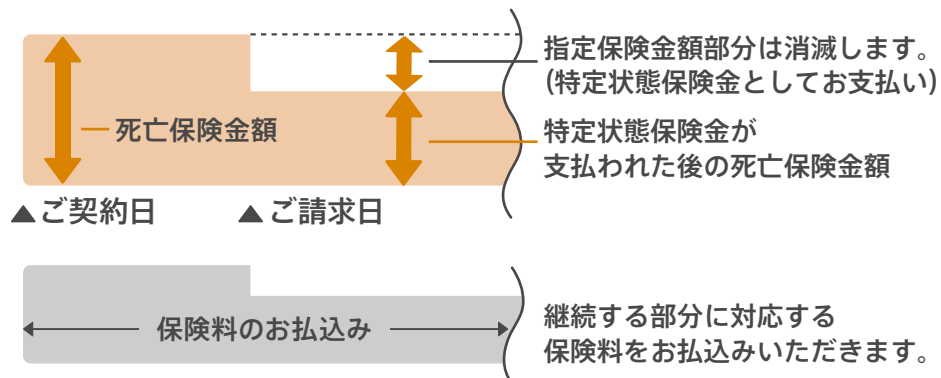 指定保険金額部分は消滅します。
(特定状態保険金としてお支払い)
死亡保険金額
特定状態保険金が
支払われた後の死亡保険金額
▲ご契約日
▲ご請求日
保険料のお払込み
継続する部分に対応する
保険料をお払込みいただきます。